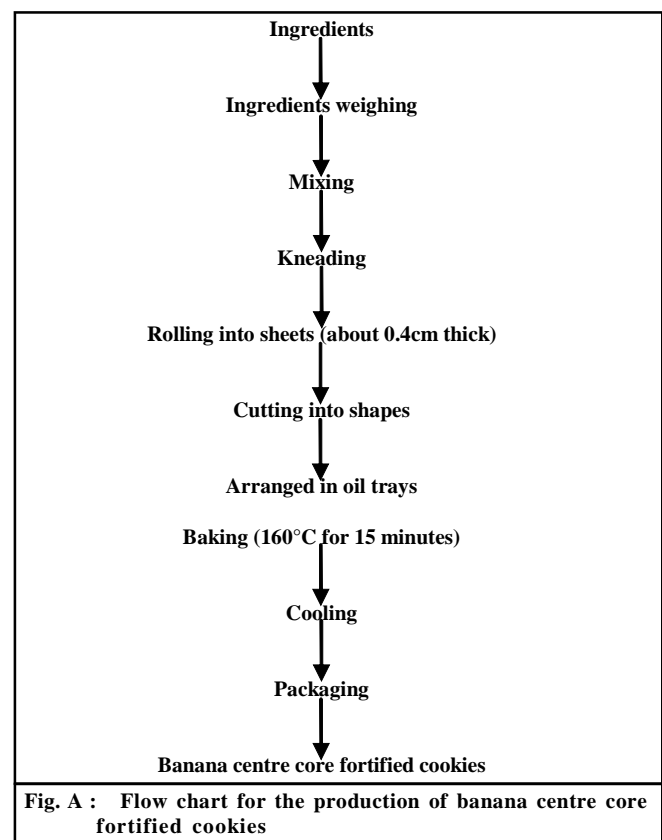 Ingredients
Ingredients weighing
Mixing
Kneading
Rolling into sheets (about 0.4cm thick)
Cutting into shapes
Arranged in oil trays
Baking (160°C for 15 minutes)
Cooling
Packaging
Banana centre core fortified cookies
Fig. A : Flow chart for the production of banana centre core
fortified cookies